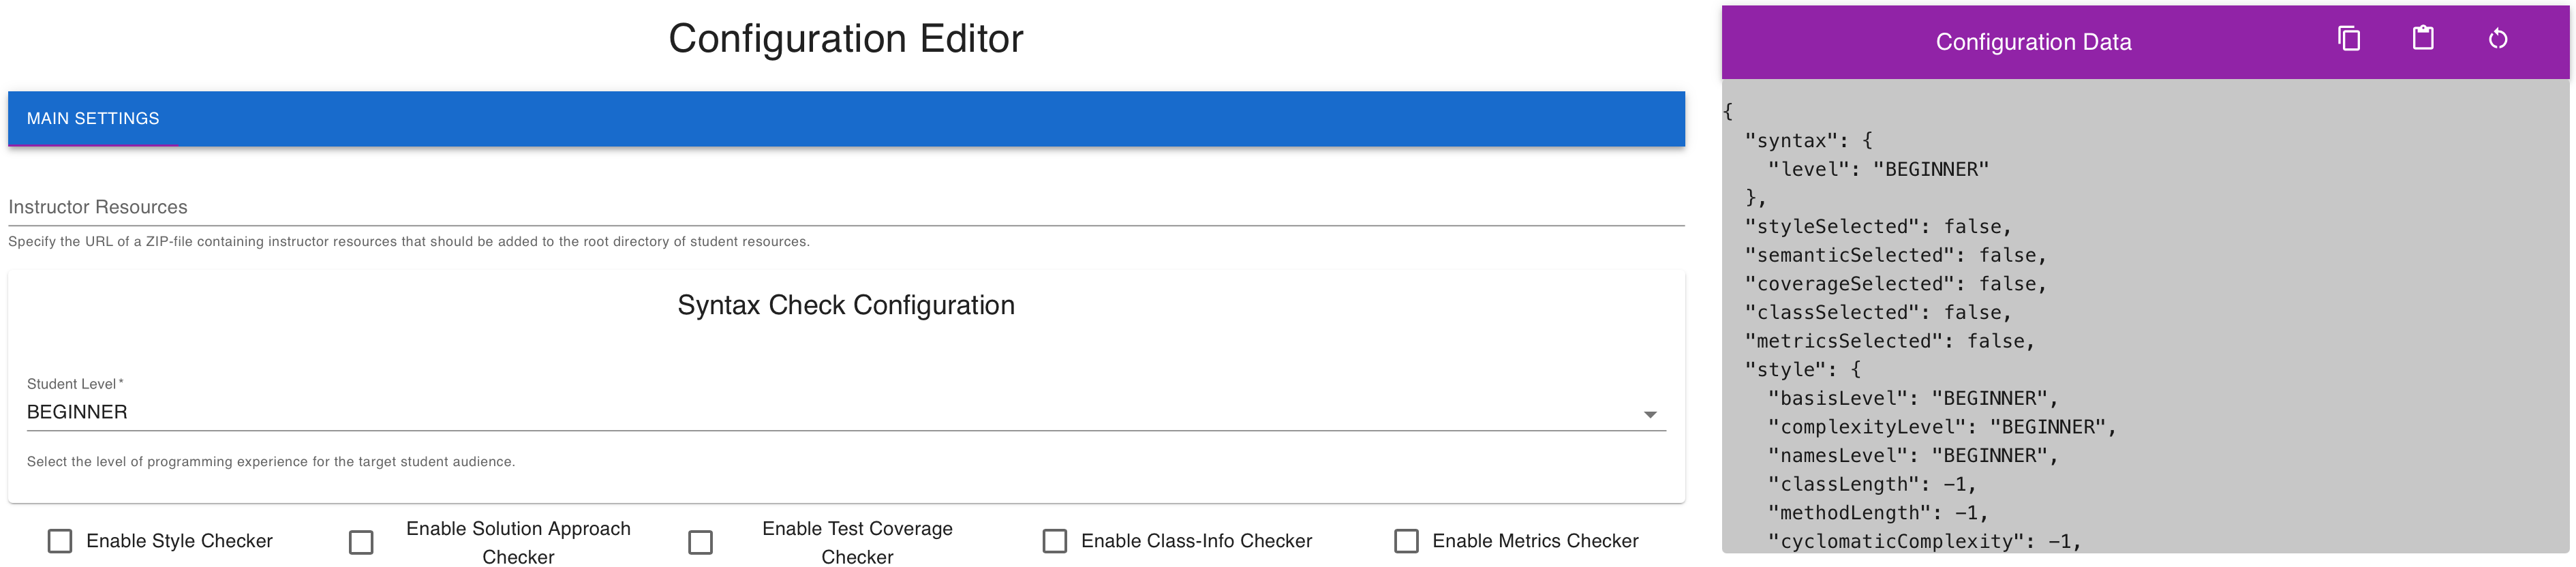 Configuration Editor
MAIN SETTINGS
Instructor Resources
Specify the URL of a ZIP-file containing instructor resources that should be added to the root directory of student resources.
Syntax Check Configuration
Student Level *
BEGINNER
Select the level of programming experience for the target student audience.
Enable Style Checker
Enable Solution Approach
Checker
Enable Test Coverage
Checker
Enable Class-Info Checker
Enable Metrics Checker
Configuration Data
{
  "syntax": {
    "level": "BEGINNER"
  },
  "styleSelected": false,
  "semanticSelected": false,
  "coverageSelected": false,
  "classSelected": false,
  "metricsSelected": false,
  "style": {
    "basisLevel": "BEGINNER",
    "complexityLevel": "BEGINNER",
    "namesLevel": "BEGINNER",
    "classLength": -1,
    "methodLength": -1,
    "cyclomaticComplexity": -1,